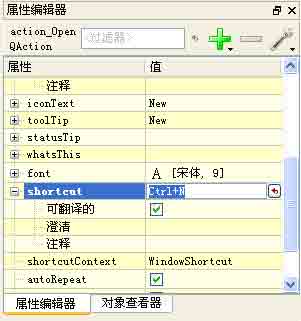 属性编辑器
action_Open
QAction
<过滤器>
属性 值
注释
iconText New
toolTip New
statusTip
whatsThis
font A [宋体, 9]
shortcut Ctrl+N
可翻译的
澄清
注释
shortcutContext WindowShortcut
autoRepeat
属性编辑器 对象查看器